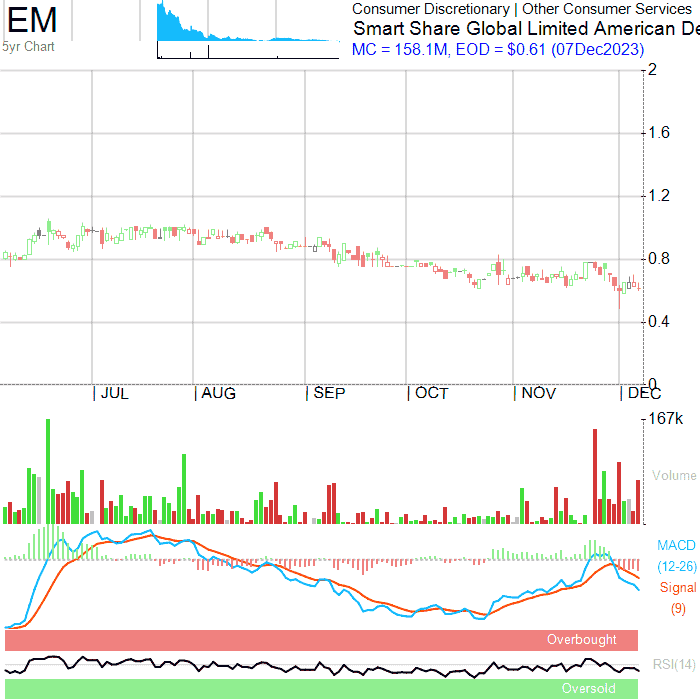 EM
5yr Chart
Consumer Discretionary | Other Consumer Services
Smart Share Global Limited American De
MC = 158.1M, EOD = $0.61 (07Dec2023)
2
1.6
1.2
0.8
0.4
0
JUL AUG SEP OCT NOV DEC
167k
Volume
MACD
(12-26)
Signal
(9)
Overbought
RSI(14)
Oversold